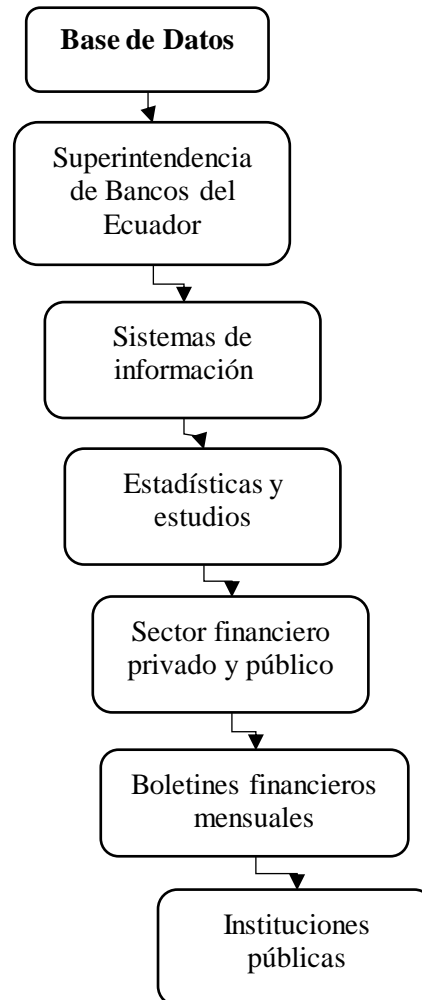 Base de Datos
Superintendencia
de Bancos del
Ecuador
Sistemas de
información
Estadísticas y
estudios
Sector financiero
privado y público
Boletines financieros
mensuales
Instituciones
públicas